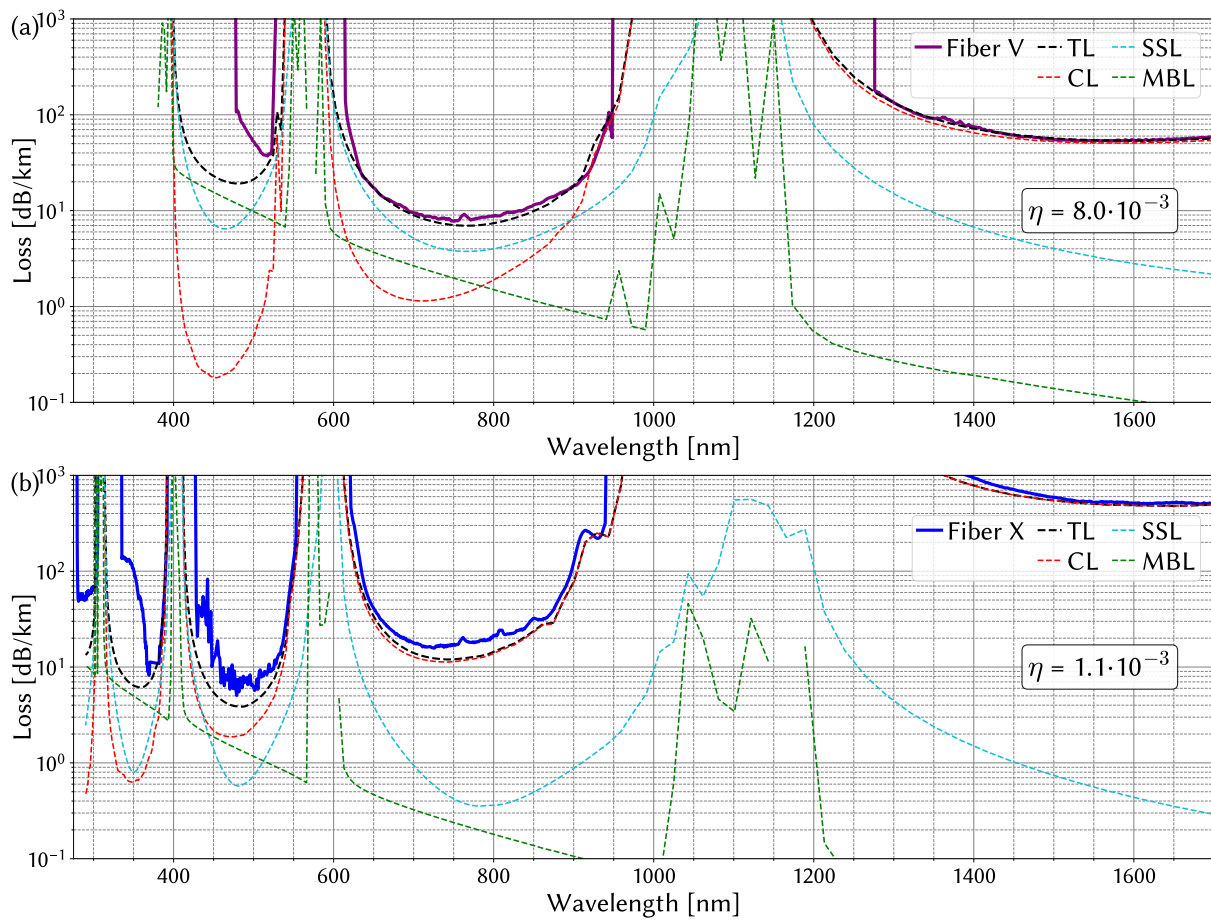 (a)
10³
10²
10¹
10⁰
10⁻¹
Loss [dB/km]
Fiber V TL SSL
CL MBL
η = 8.0·10⁻³
400 600 800 1000 1200 1400 1600
Wavelength [nm]
(b)
10³
10²
10¹
10⁰
10⁻¹
Loss [dB/km]
Fiber X TL SSL
CL MBL
η = 1.1·10⁻³
400 600 800 1000 1200 1400 1600
Wavelength [nm]